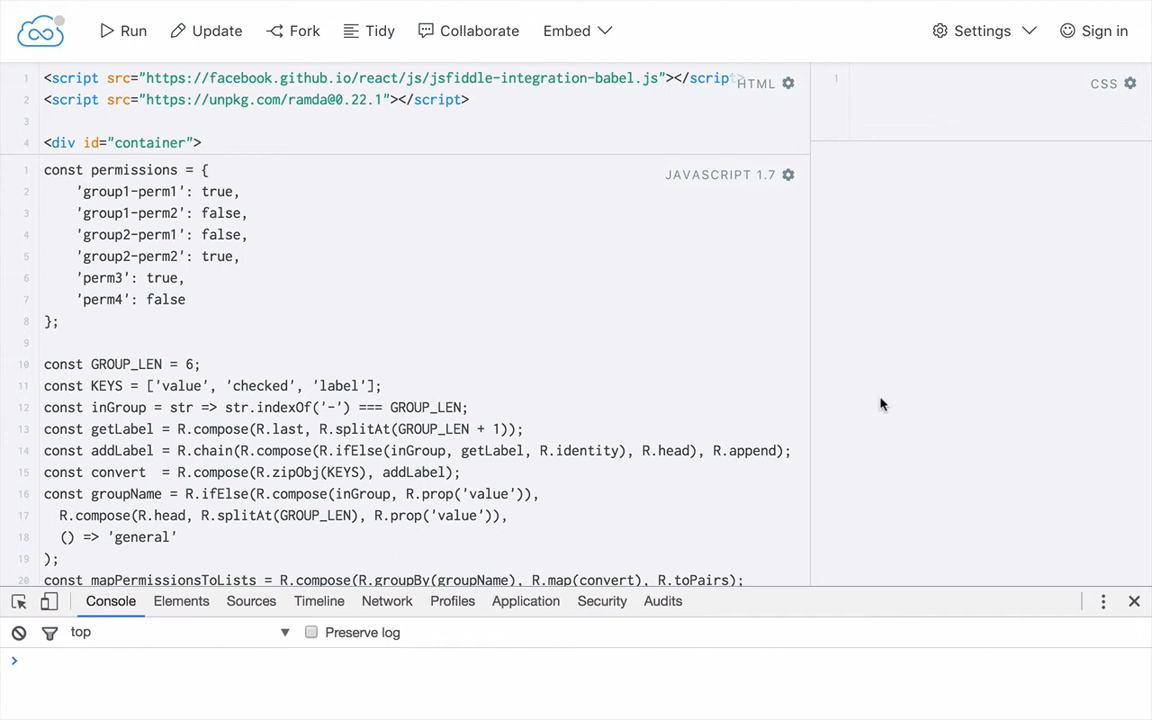 Run Update Fork Tidy Collaborate Embed Settings Sign in
1 <script src="https://facebook.github.io/react/js/jsfiddle-integration-babel.js"></script>
HTML
2 <script src="https://unpkg.com/ramda@0.22.1"></script>
3
4 <div id="container">
1
CSS
JAVASCRIPT 1.7
1 const permissions = {
2 'group1-perm1': true,
3 'group1-perm2': false,
4 'group2-perm1': false,
5 'group2-perm2': true,
6 'perm3': true,
7 'perm4': false
8 };
9
10 const GROUP_LEN = 6;
11 const KEYS = ['value', 'checked', 'label'];
12 const inGroup = str => str.indexOf('-') === GROUP_LEN;
13 const getLabel = R.compose(R.last, R.splitAt(GROUP_LEN + 1));
14 const addLabel = R.chain(R.compose(R.ifElse(inGroup, getLabel, R.identity), R.head), R.append);
15 const convert  = R.compose(R.zipObj(KEYS), addLabel);
16 const groupName = R.ifElse(R.compose(inGroup, R.prop('value')),
17 R.compose(R.head, R.splitAt(GROUP_LEN), R.prop('value')),
18 () => 'general'
19 );
20 const mapPermissionsToLists = R.compose(R.groupBy(groupName), R.map(convert), R.toPairs);
Console Elements Sources Timeline Network Profiles Application Security Audits
top Preserve log
>